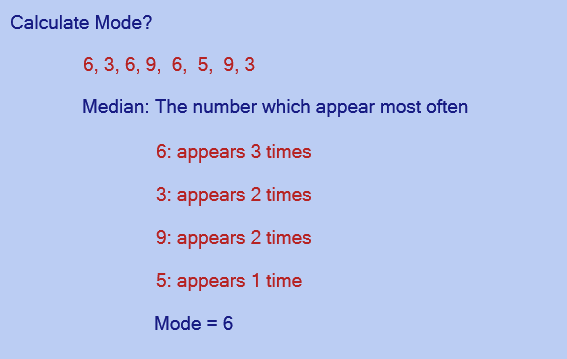 Calculate Mode?
6, 3, 6, 9, 6, 5, 9, 3
Median: The number which appear most often
6: appears 3 times
3: appears 2 times
9: appears 2 times
5: appears 1 time
Mode = 6